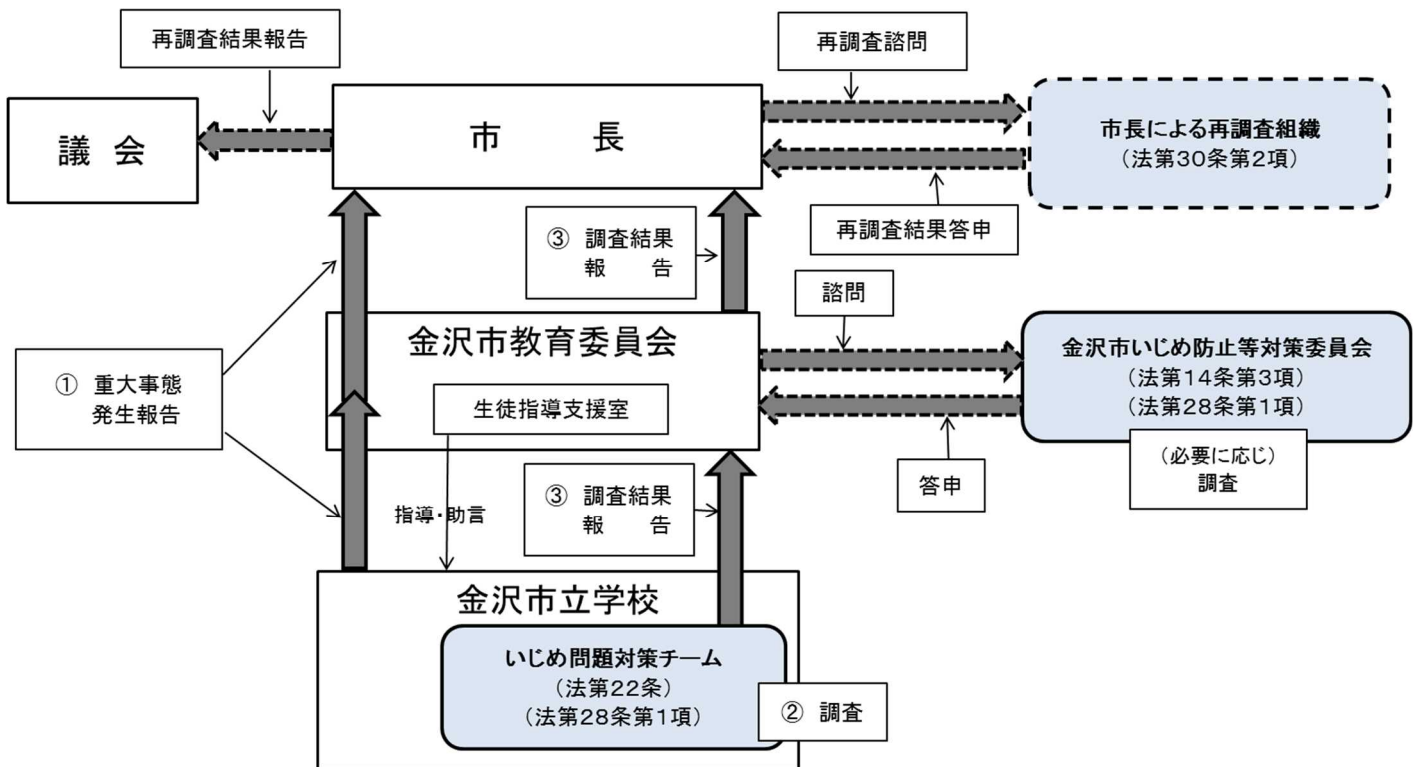 再調査結果報告
再調査諮問
議　会
市　　　長
市長による再調査組織
（法第３０条第２項）
③　調査結果
報　　告
再調査結果答申
諮問
①　重大事態
発生報告
金沢市教育委員会
生徒指導支援室
金沢市いじめ防止等対策委員会
（法第１４条第３項）
（法第２８条第１項）
（必要に応じ）
調査
答申
指導・助言
③　調査結果
報　　告
金沢市立学校
いじめ問題対策チーム
（法第２２条）
（法第２８条第１項）
②　調査